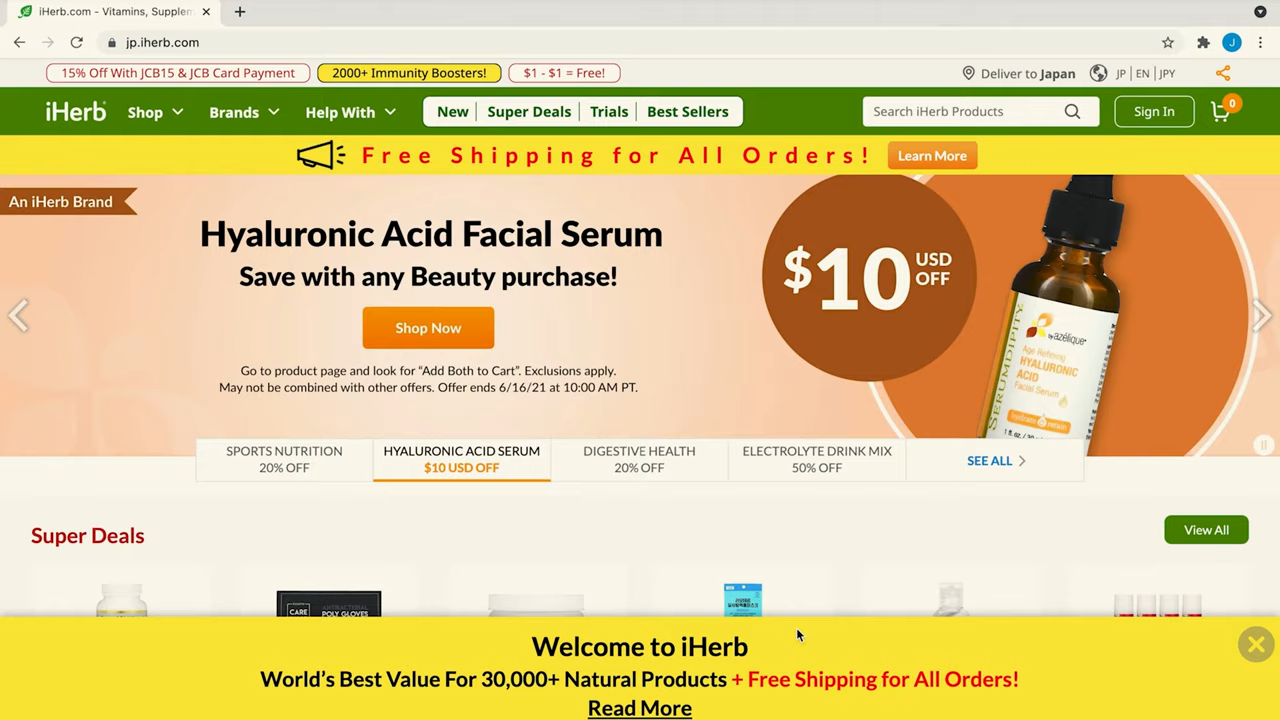 iHerb.com - Vitamins, Supplem
jp.iherb.com
J
15% Off With JCB15 & JCB Card Payment
2000+ Immunity Boosters!
$1 - $1 = Free!
Deliver to Japan
JP | EN | JPY
iHerb
Shop
Brands
Help With
New
Super Deals
Trials
Best Sellers
Search iHerb Products
Sign In
0
Free Shipping for All Orders!
Learn More
An iHerb Brand
Hyaluronic Acid Facial Serum
Save with any Beauty purchase!
Shop Now
Go to product page and look for “Add Both to Cart”. Exclusions apply.
May not be combined with other offers. Offer ends 6/16/21 at 10:00 AM PT.
$10 USD OFF
SERUMDIPITY
by azélique
Age Refining
HYALURONIC
ACID
Facial Serum
SPORTS NUTRITION
20% OFF
HYALURONIC ACID SERUM
$10 USD OFF
DIGESTIVE HEALTH
20% OFF
ELECTROLYTE DRINK MIX
50% OFF
SEE ALL
Super Deals
View All
CARE
ANTIBACTERIAL
POLY GLOVES
Welcome to iHerb
World’s Best Value For 30,000+ Natural Products + Free Shipping for All Orders!
Read More